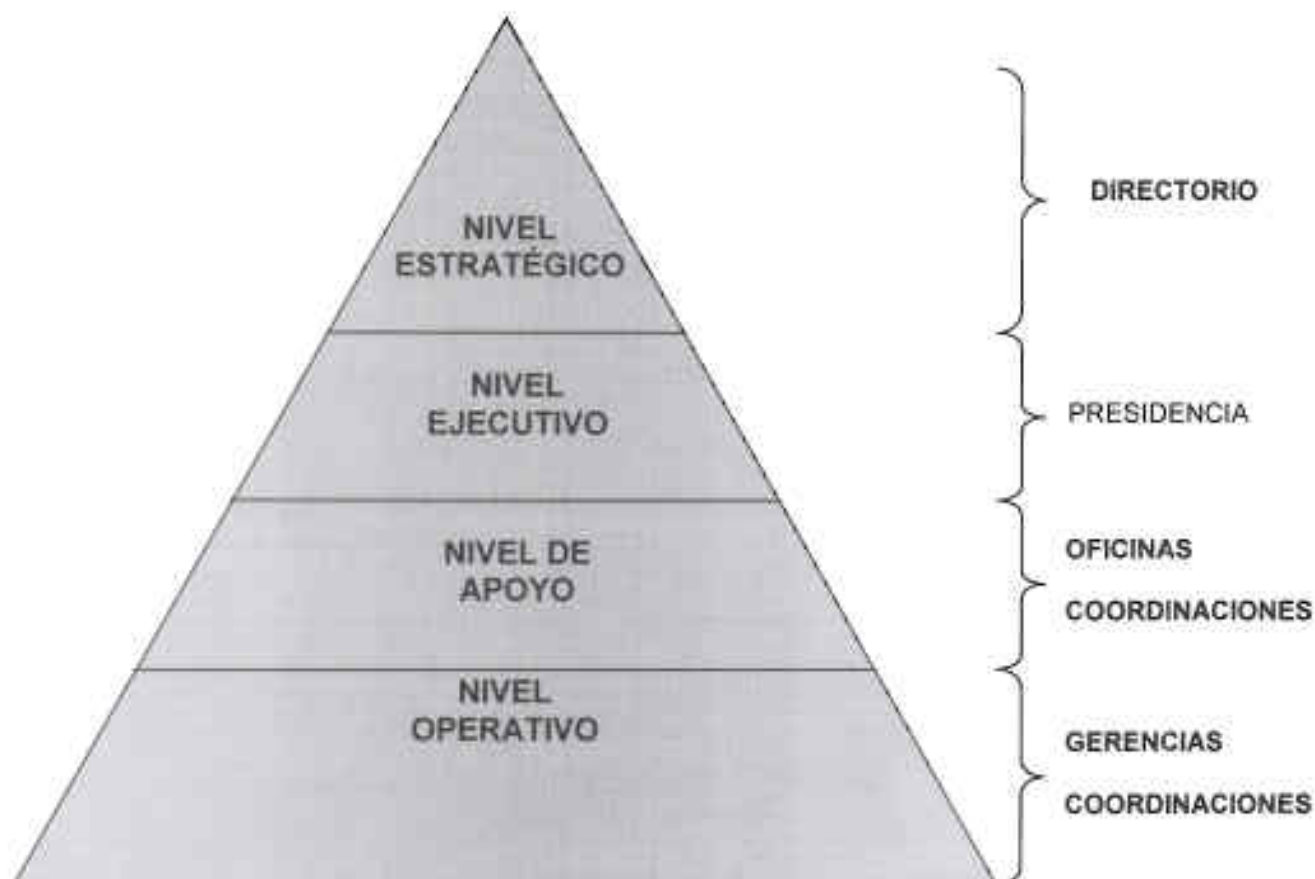 NIVEL
ESTRATÉGICO
DIRECTORIO
NIVEL
EJECUTIVO
PRESIDENCIA
NIVEL DE
APOYO
OFICINAS
COORDINACIONES
NIVEL
OPERATIVO
GERENCIAS
COORDINACIONES